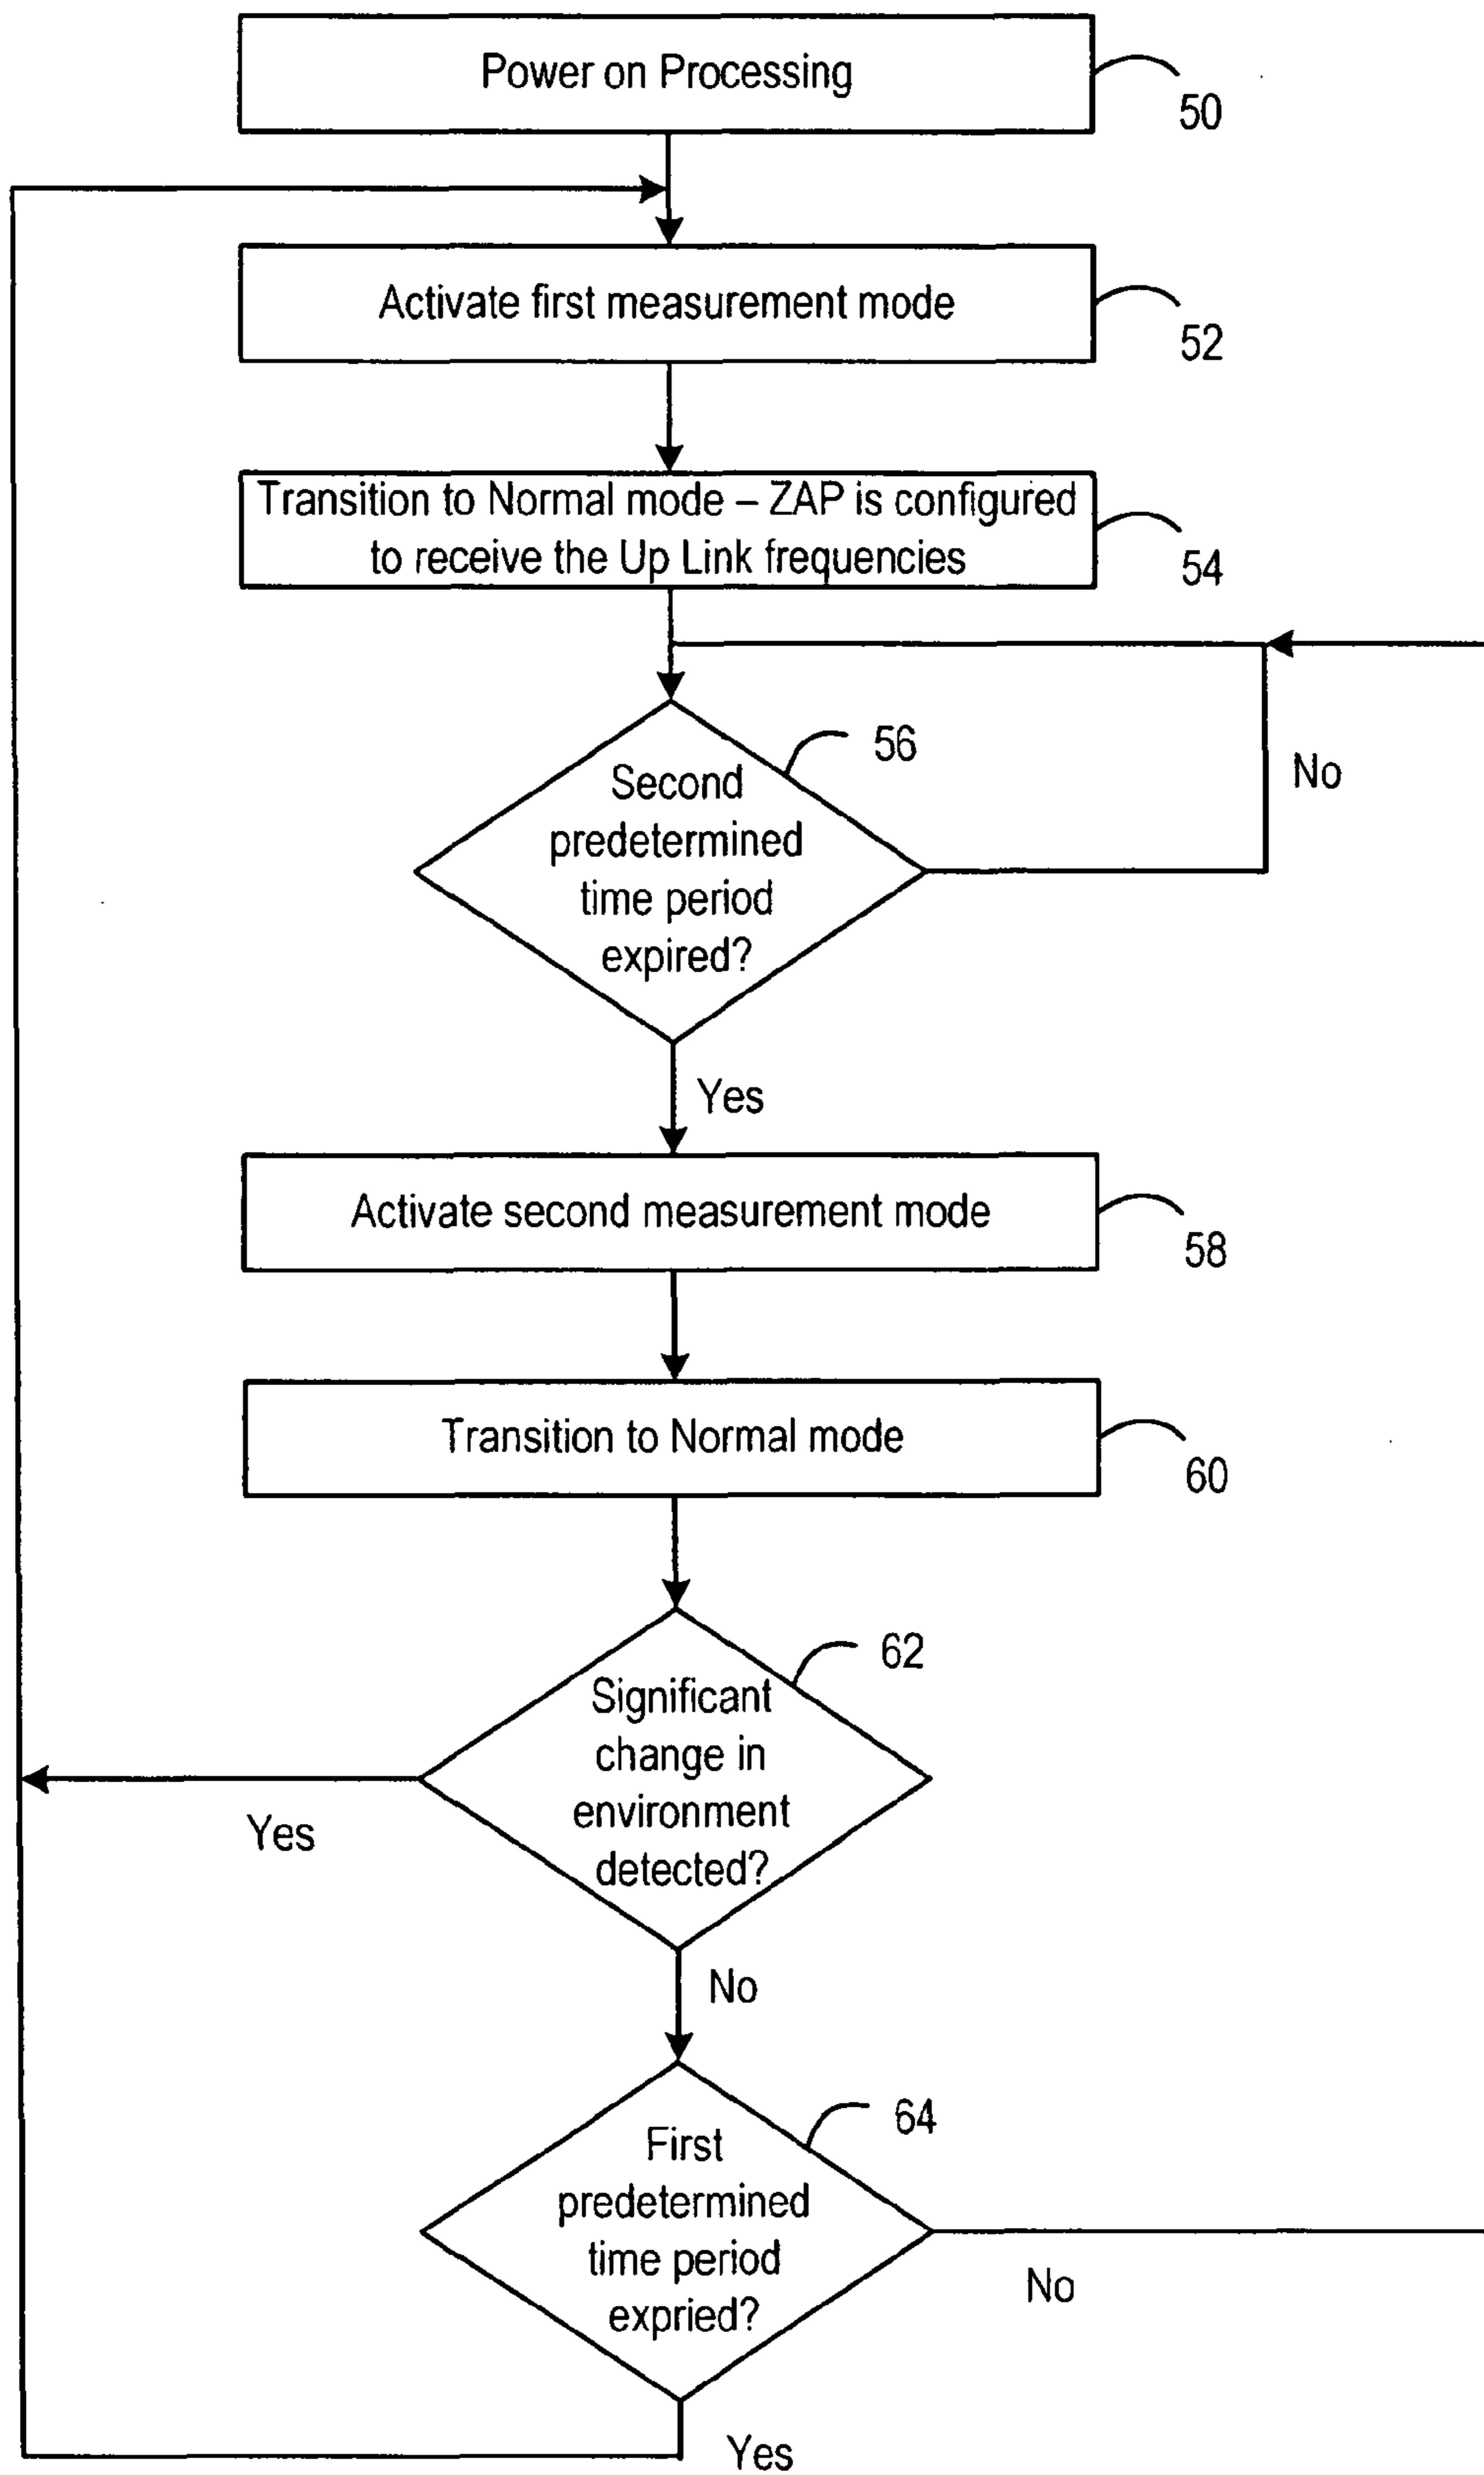 Power on Processing
50
Activate first measurement mode
52
Transition to Normal mode – ZAP is configured
to receive the Up Link frequencies
54
56
Second
predetermined
time period
expired?
No
Yes
Activate second measurement mode
58
Transition to Normal mode
60
62
Significant
change in
environment
detected?
Yes
No
64
First
predetermined
time period
expried?
No
Yes